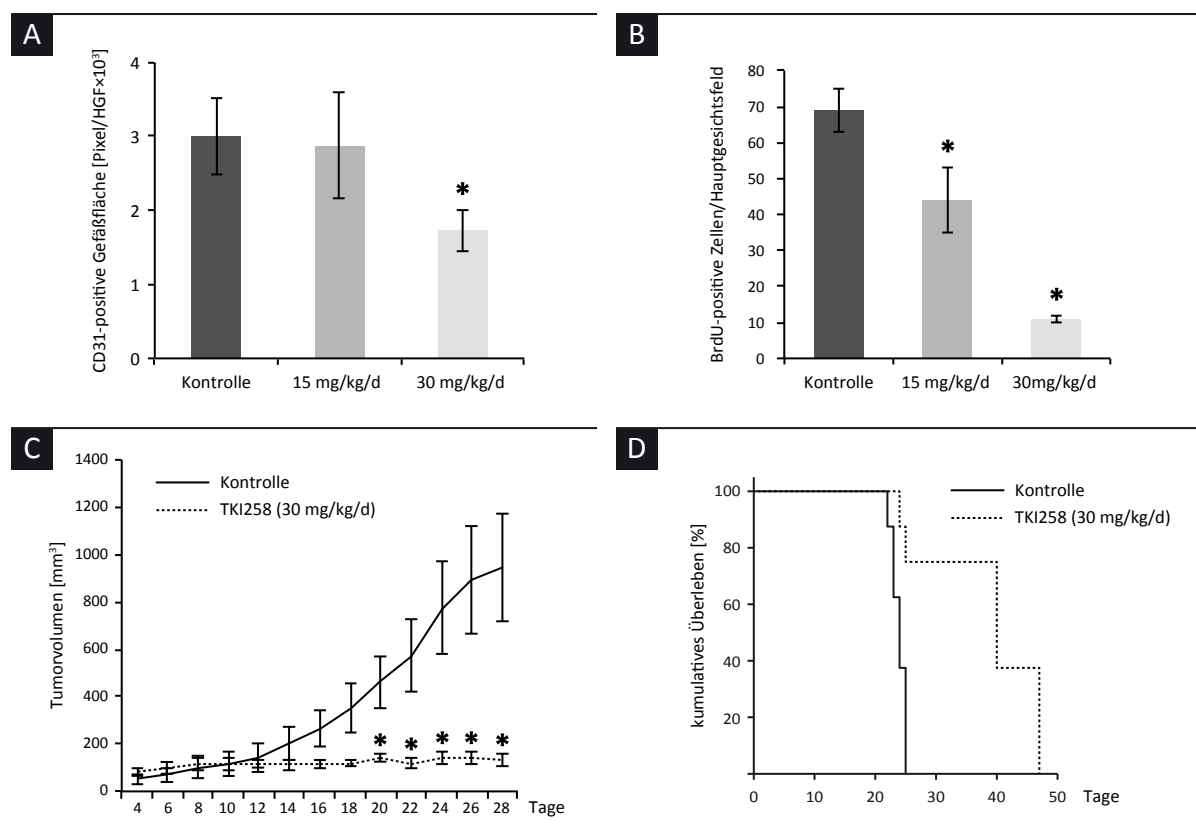 A
CD31-positive Gefäßfläche [Pixel/HGF×10³]
4
3
2
1
0
*
Kontrolle 15 mg/kg/d 30 mg/kg/d
B
BrdU-positive Zellen/Hauptgesichtsfeld
80
70
60
50
40
30
20
10
0
*
*
Kontrolle 15 mg/kg/d 30mg/kg/d
C
Tumorvolumen [mm³]
1400
1200
1000
800
600
400
200
0
Kontrolle
TKI258 (30 mg/kg/d)
* * * * *
4 6 8 10 12 14 16 18 20 22 24 26 28 Tage
D
kumulatives Überleben [%]
100
80
60
40
20
Kontrolle
TKI258 (30 mg/kg/d)
0 10 20 30 40 50 Tage